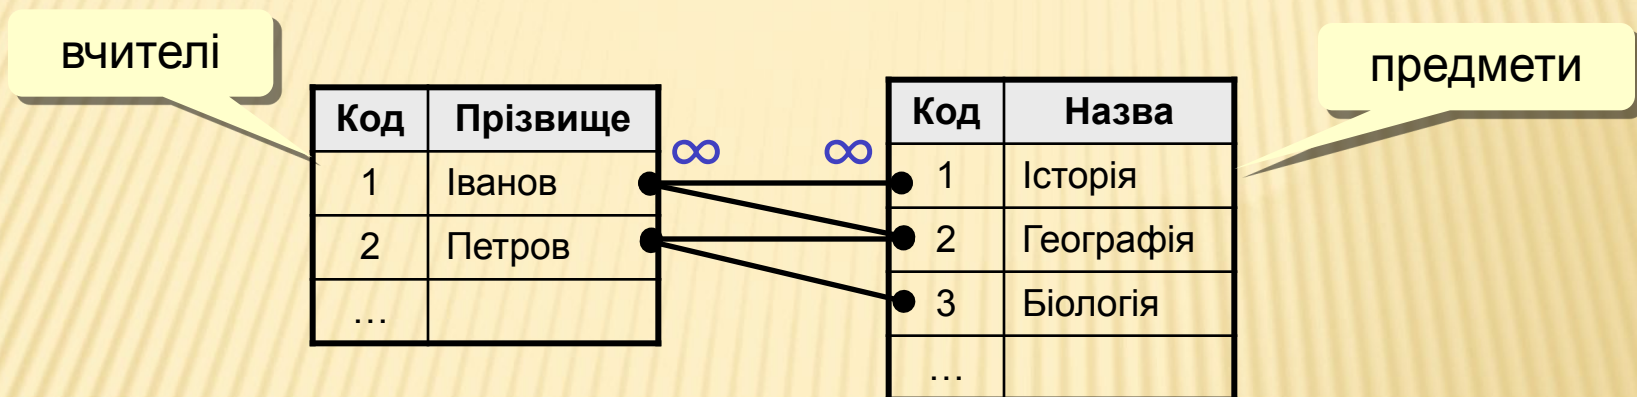 вчителі
предмети
Код Прізвище
1 Іванов
2 Петров
…
∞ ∞
Код Назва
1 Історія
2 Географія
3 Біологія
…